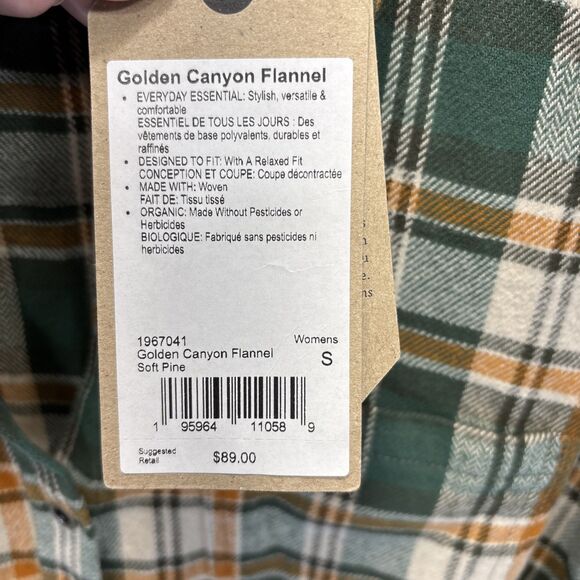 Golden Canyon Flannel
• EVERYDAY ESSENTIAL: Stylish, versatile &
comfortable
ESSENTIEL DE TOUS LES JOURS : Des
vêtements de base polyvalents, durables et
raffinés
• DESIGNED TO FIT: With A Relaxed Fit
CONCEPTION ET COUPE: Coupe décontractée
• MADE WITH: Woven
FAIT DE: Tissu tissé
• ORGANIC: Made Without Pesticides or
Herbicides
BIOLOGIQUE: Fabriqué sans pesticides ni
herbicides
1967041 Womens
Golden Canyon Flannel S
Soft Pine
1 95964 11058 9
Suggested
Retail $89.00